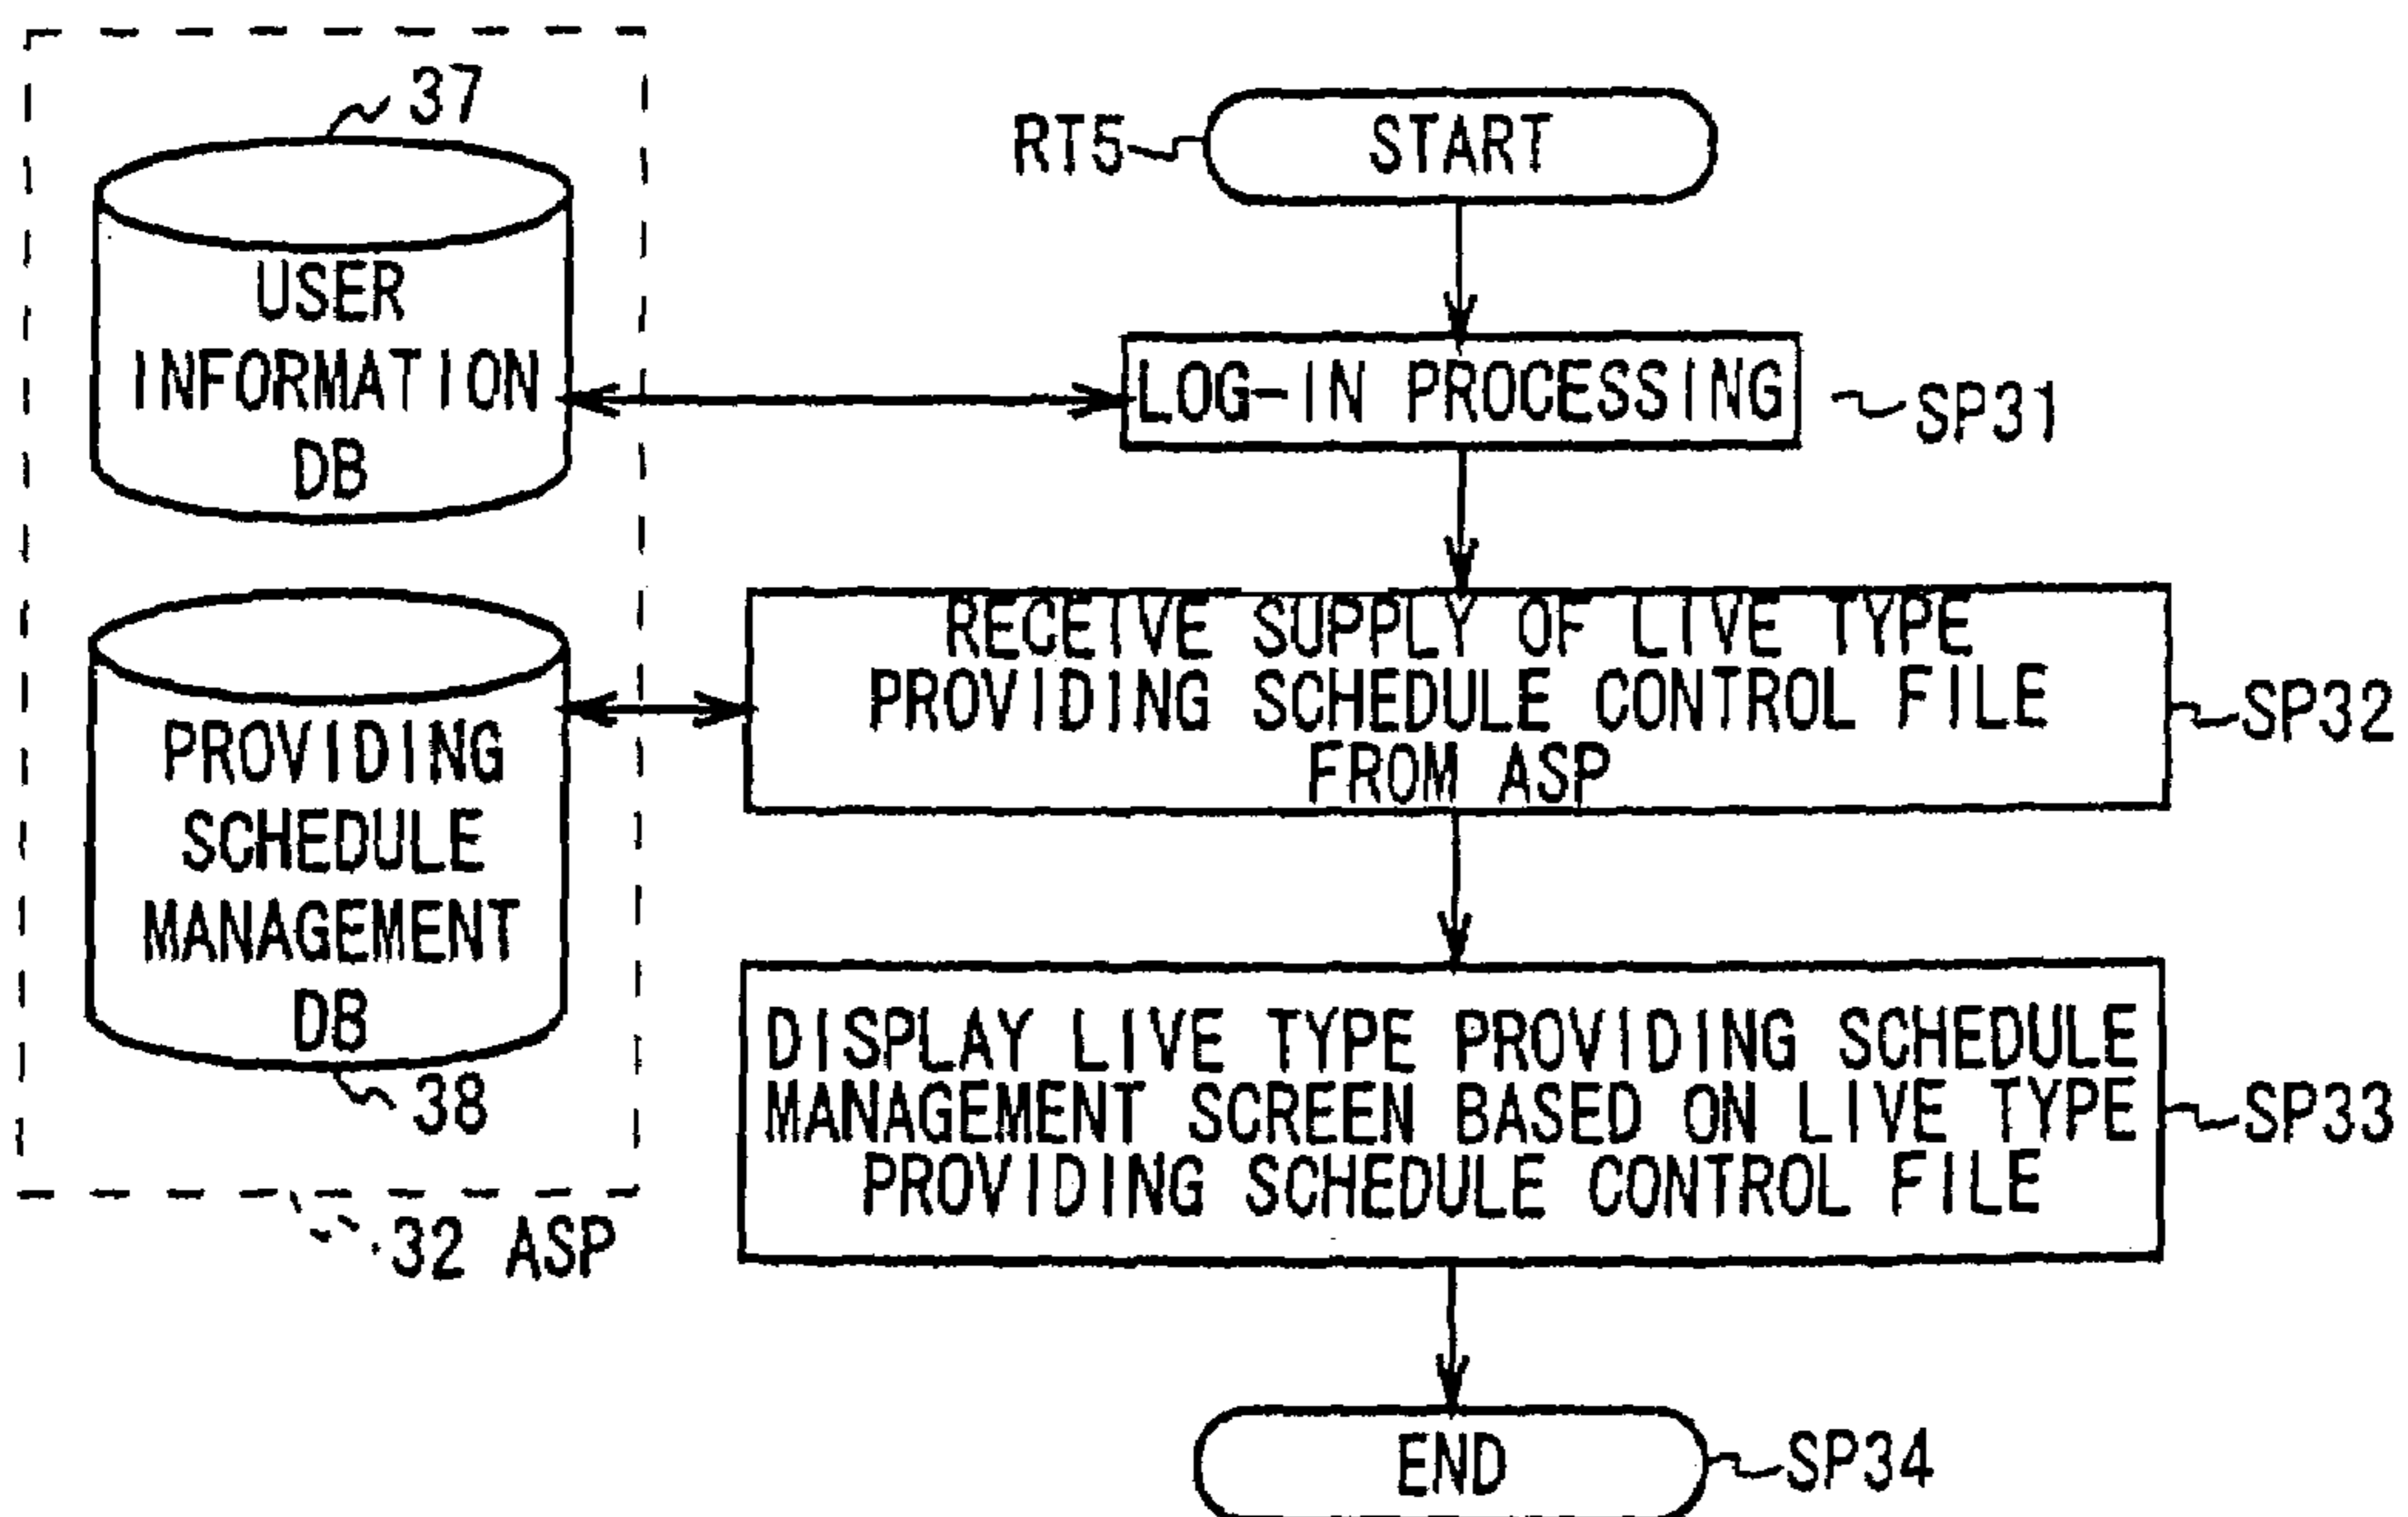 37
USER
INFORMATION
DB
PROVIDING
SCHEDULE
MANAGEMENT
DB
38
32 ASP
RT5
START
LOG-IN PROCESSING
SP31
RECEIVE SUPPLY OF LIVE TYPE
PROVIDING SCHEDULE CONTROL FILE
FROM ASP
SP32
DISPLAY LIVE TYPE PROVIDING SCHEDULE
MANAGEMENT SCREEN BASED ON LIVE TYPE
PROVIDING SCHEDULE CONTROL FILE
SP33
END
SP34